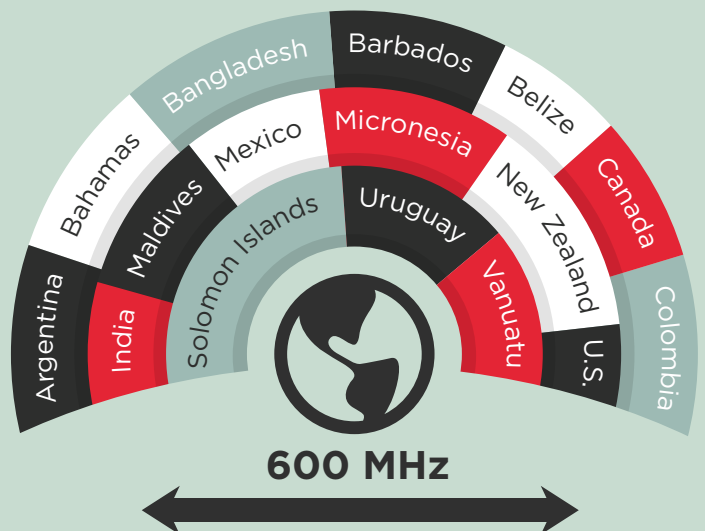 Argentina
Bahamas
Bangladesh
Barbados
Belize
Canada
Colombia
India
Maldives
Mexico
Micronesia
New Zealand
U.S.
Solomon Islands
Uruguay
Vanuatu
600 MHz